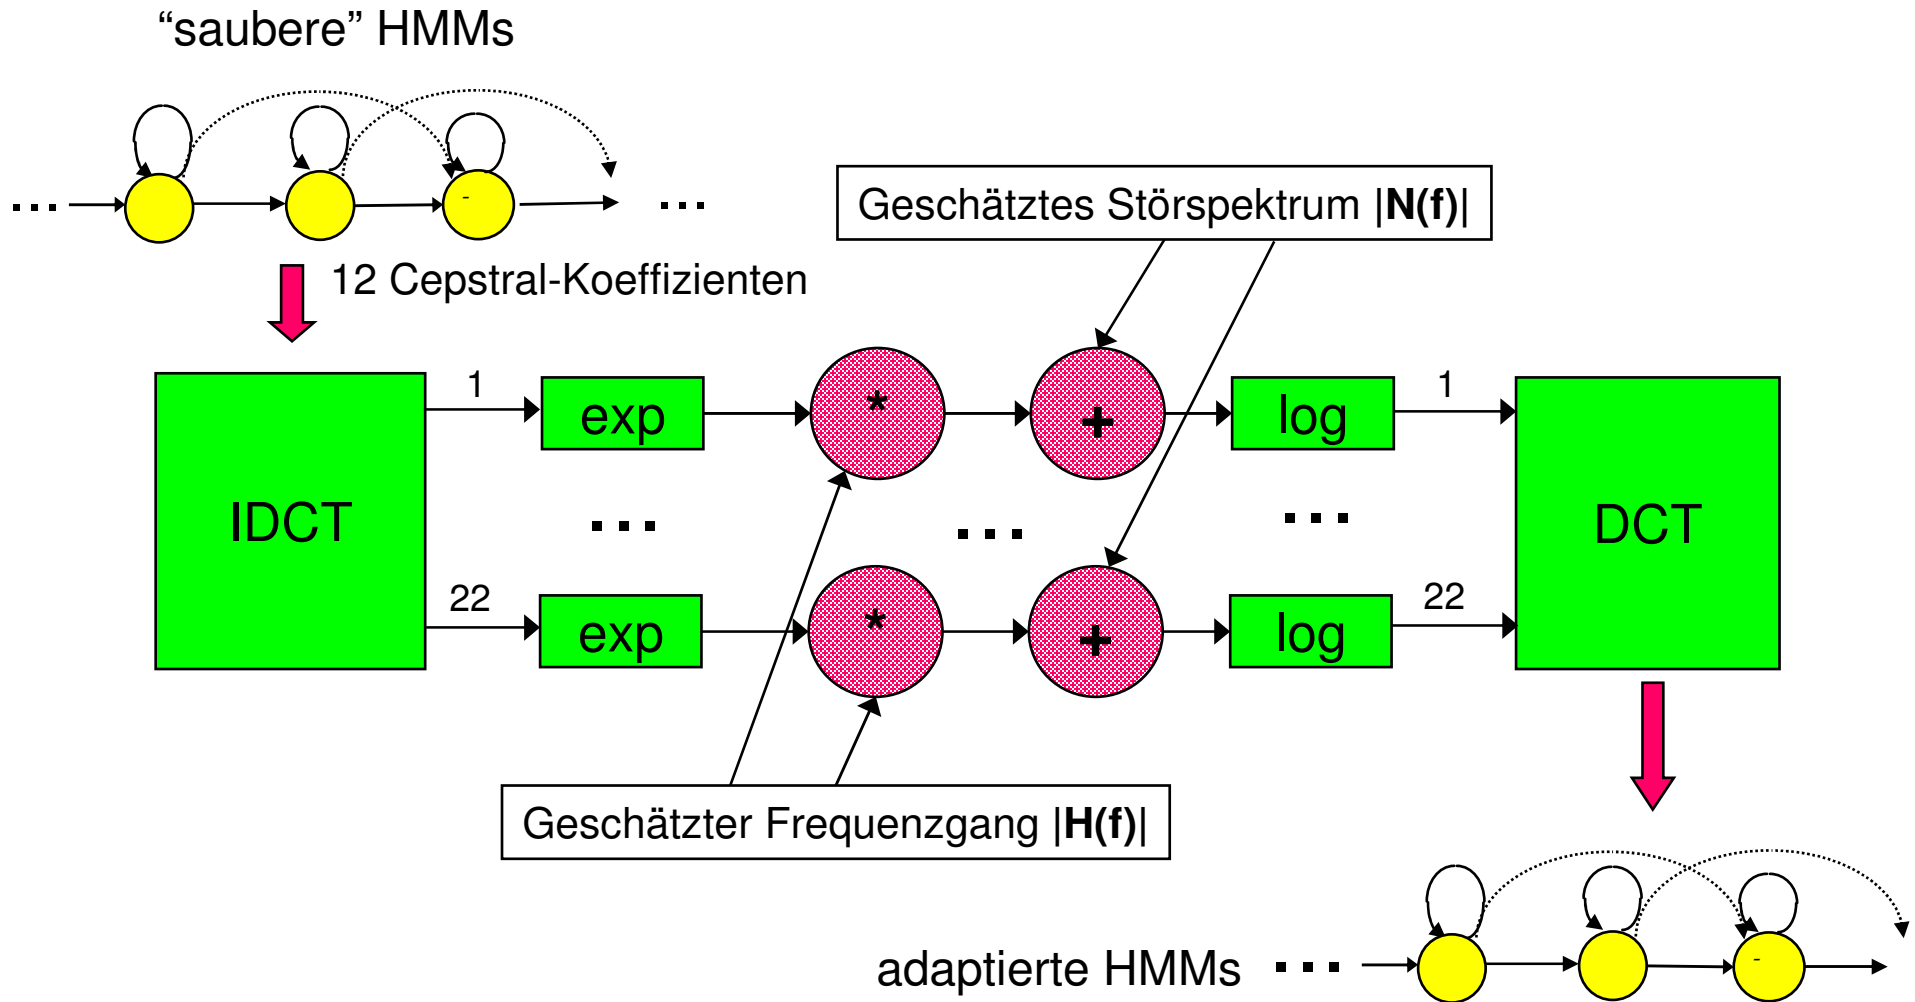 “saubere” HMMs
Geschätztes Störspektrum |N(f)|
12 Cepstral-Koeffizienten
1
exp
*
+
log
1
IDCT
DCT
22
exp
*
+
log
22
Geschätzter Frequenzgang |H(f)|
adaptierte HMMs